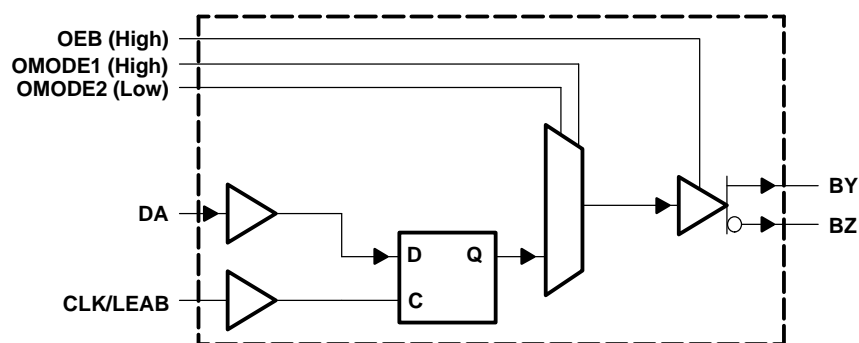 OEB (High)
OMODE1 (High)
OMODE2 (Low)
DA
D Q
C
CLK/LEAB
BY
BZ